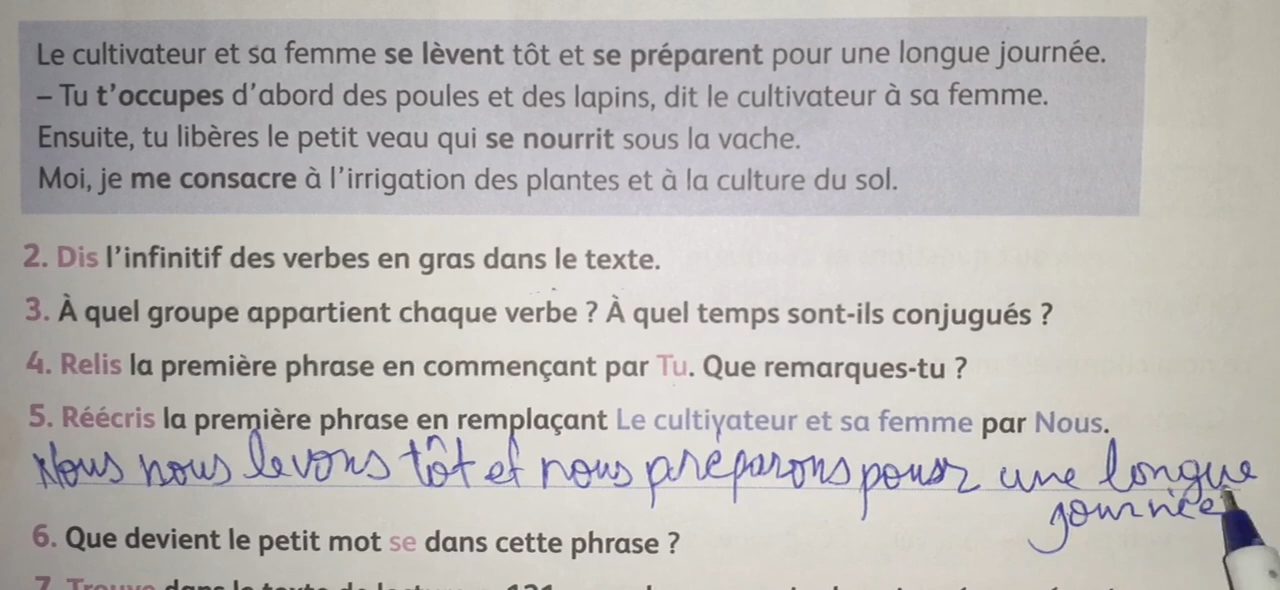 Le cultivateur et sa femme se lèvent tôt et se préparent pour une longue journée.
– Tu t'occupes d'abord des poules et des lapins, dit le cultivateur à sa femme.
Ensuite, tu libères le petit veau qui se nourrit sous la vache.
Moi, je me consacre à l'irrigation des plantes et à la culture du sol.
2. Dis l'infinitif des verbes en gras dans le texte.
3. À quel groupe appartient chaque verbe ? À quel temps sont-ils conjugués ?
4. Relis la première phrase en commençant par Tu. Que remarques-tu ?
5. Réécris la première phrase en remplaçant Le cultivateur et sa femme par Nous.
Nous nous levons tôt et nous préparons pour une longue
journée
6. Que devient le petit mot se dans cette phrase ?
7. Trouve dans le texte de